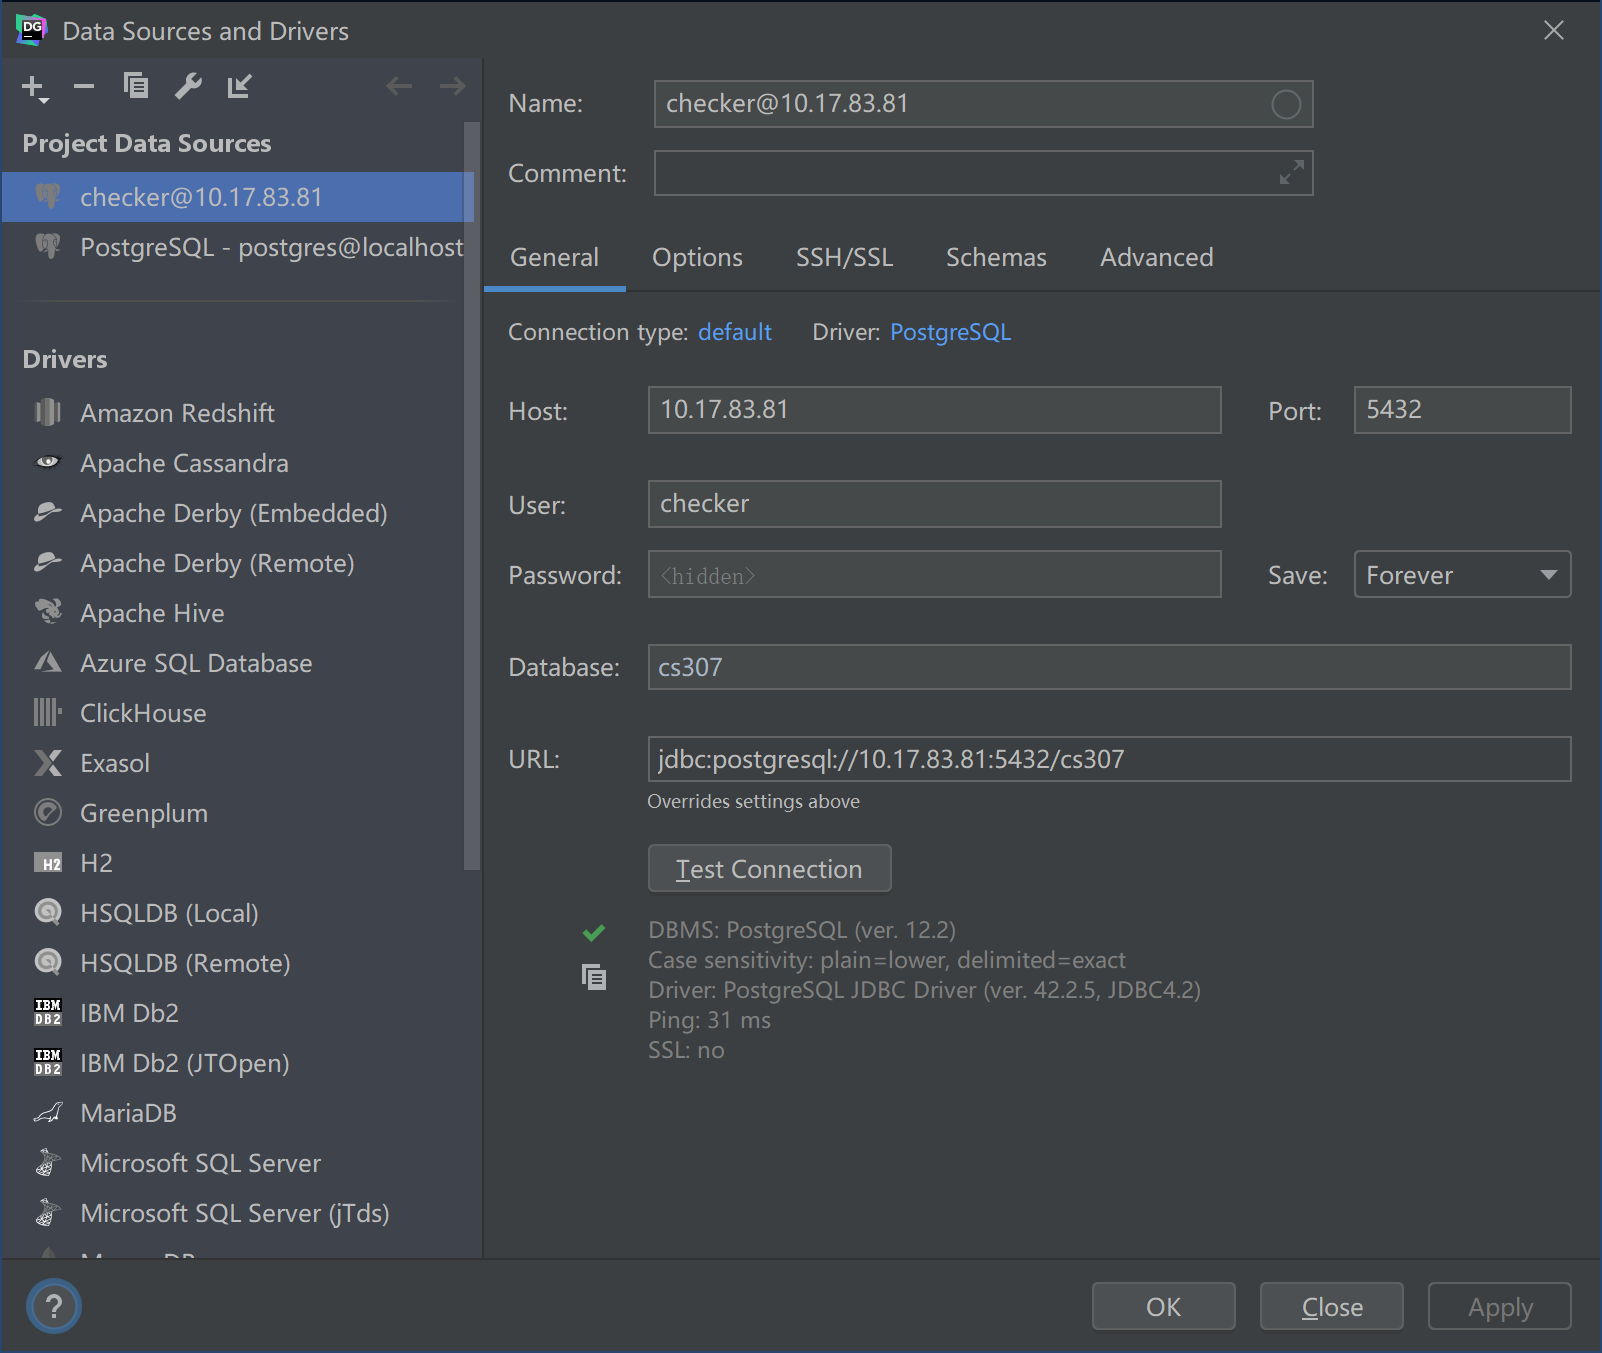 DG
Data Sources and Drivers
Project Data Sources
checker@10.17.83.81
PostgreSQL - postgres@localhost
Drivers
Amazon Redshift
Apache Cassandra
Apache Derby (Embedded)
Apache Derby (Remote)
Apache Hive
Azure SQL Database
ClickHouse
Exasol
Greenplum
H2 H2
HSQLDB (Local)
HSQLDB (Remote)
IBM DB2 IBM Db2
IBM DB2 IBM Db2 (JTOpen)
MariaDB
Microsoft SQL Server
Microsoft SQL Server (jTds)
Name: checker@10.17.83.81
Comment:
General Options SSH/SSL Schemas Advanced
Connection type: default Driver: PostgreSQL
Host: 10.17.83.81 Port: 5432
User: checker
Password: <hidden> Save: Forever
Database: cs307
URL: jdbc:postgresql://10.17.83.81:5432/cs307
Overrides settings above
Test Connection
DBMS: PostgreSQL (ver. 12.2)
Case sensitivity: plain=lower, delimited=exact
Driver: PostgreSQL JDBC Driver (ver. 42.2.5, JDBC4.2)
Ping: 31 ms
SSL: no
? OK Close Apply